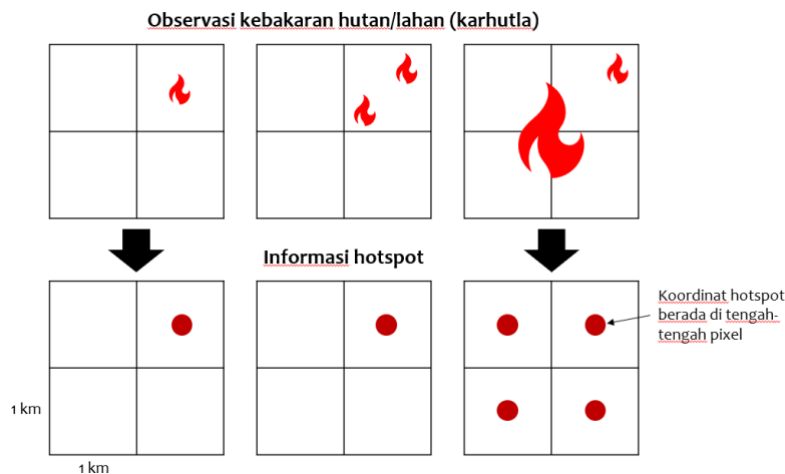 Observasi kebakaran hutan/lahan (karhutla)
Informasi hotspot
Koordinat hotspot
berada di tengah-
tengah pixel
1 km
1 km